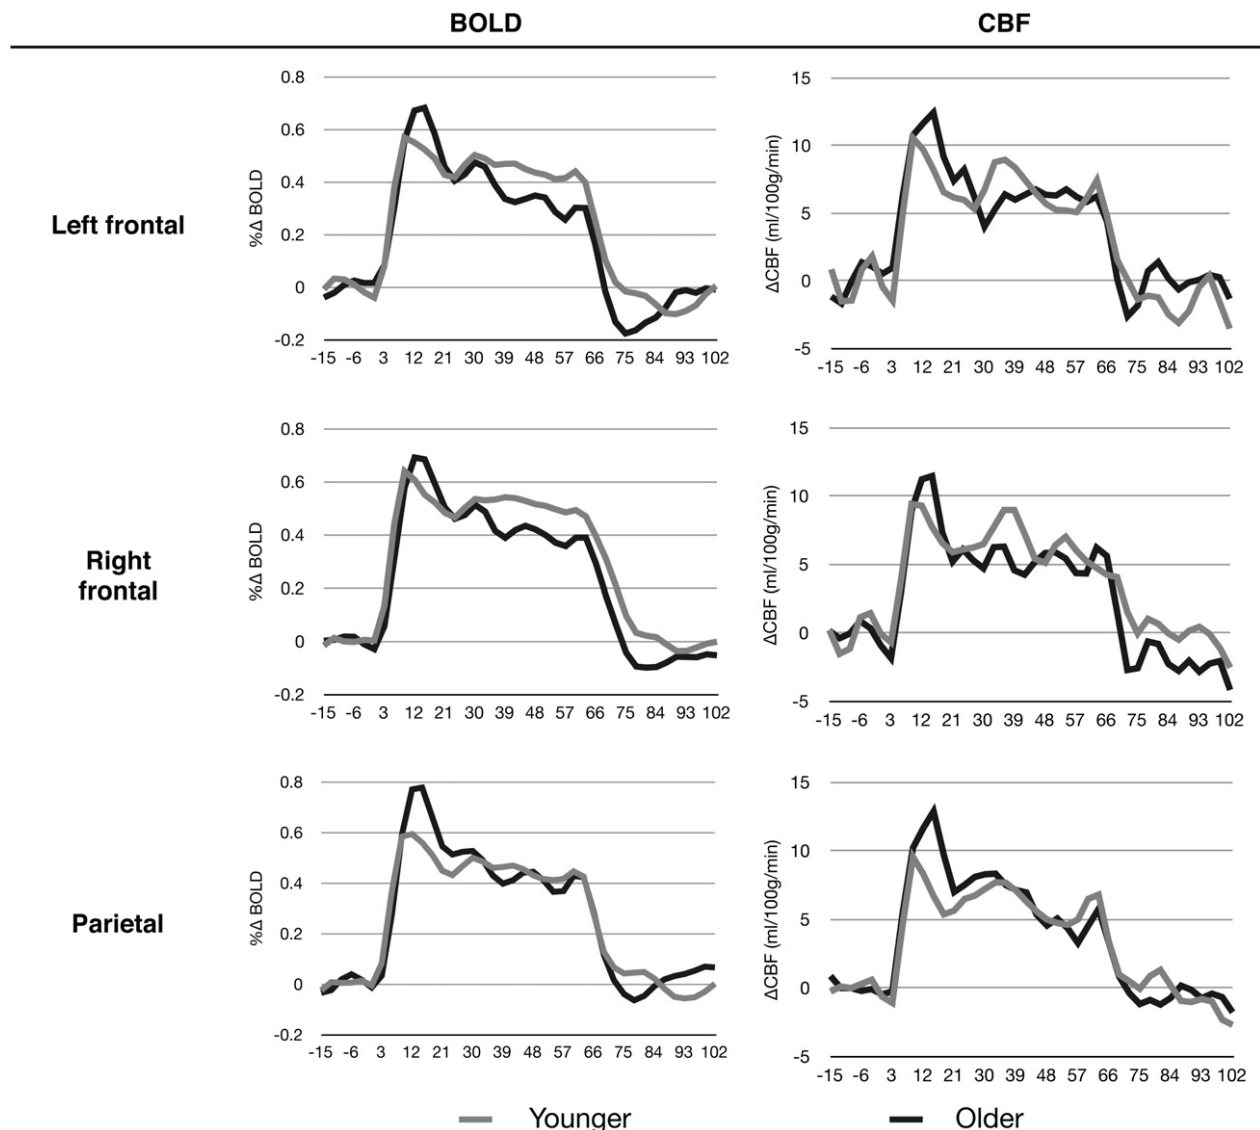 BOLD CBF
Left frontal
%Δ BOLD
0.8
0.6
0.4
0.2
0
-0.2
-15 -6 3 12 21 30 39 48 57 66 75 84 93 102
ΔCBF (ml/100g/min)
15
10
5
0
-5
-15 -6 3 12 21 30 39 48 57 66 75 84 93 102
Right
frontal
%Δ BOLD
0.8
0.6
0.4
0.2
0
-0.2
-15 -6 3 12 21 30 39 48 57 66 75 84 93 102
ΔCBF (ml/100g/min)
15
10
5
0
-5
-15 -6 3 12 21 30 39 48 57 66 75 84 93 102
Parietal
%Δ BOLD
0.8
0.6
0.4
0.2
0
-0.2
-15 -6 3 12 21 30 39 48 57 66 75 84 93 102
ΔCBF (ml/100g/min)
15
10
5
0
-5
-15 -6 3 12 21 30 39 48 57 66 75 84 93 102
Younger Older